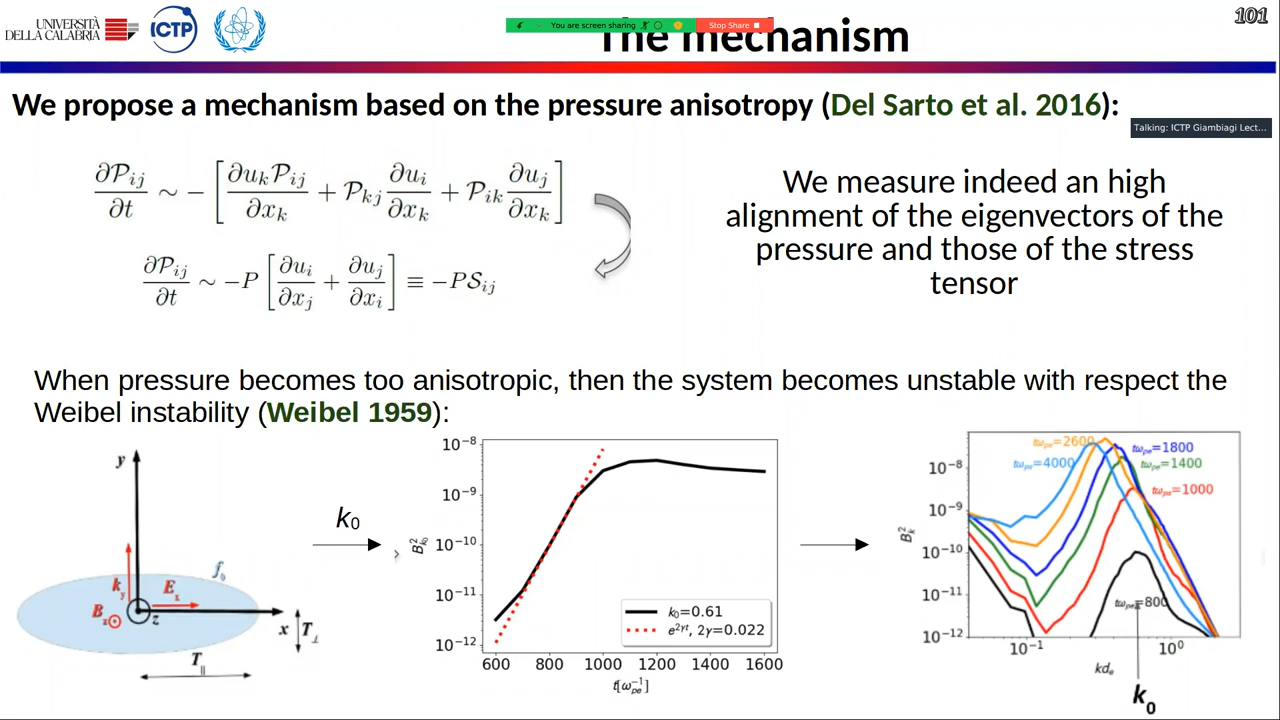 UNIVERSITÀ
DELLA CALABRIA
ICTP
You are screen sharing
Stop Share
101
The mechanism
We propose a mechanism based on the pressure anisotropy (Del Sarto et al. 2016):
Talking: ICTP Giambiagi Lect...
∂𝒫ij/∂t ∼ − [∂uk𝒫ij/∂xk + 𝒫kj ∂ui/∂xk + 𝒫ik ∂uj/∂xk]
∂𝒫ij/∂t ∼ −P [∂ui/∂xj + ∂uj/∂xi] ≡ −P𝒮ij
We measure indeed an high
alignment of the eigenvectors of the
pressure and those of the stress
tensor
When pressure becomes too anisotropic, then the system becomes unstable with respect the
Weibel instability (Weibel 1959):
y
f0
ky
Ex
Bz
z
x
T⊥
T||
k0
10⁻⁸
10⁻⁹
10⁻¹⁰
10⁻¹¹
10⁻¹²
B²k0
k0=0.61
e^2γt, 2γ=0.022
600 800 1000 1200 1400 1600
t[ωpe⁻¹]
tωpe=2600
tωpe=1800
tωpe=4000
tωpe=1400
tωpe=1000
tωpe=800
10⁻⁸
10⁻⁹
10⁻¹⁰
10⁻¹¹
10⁻¹²
B²k
10⁻¹ 10⁰
kde
k0